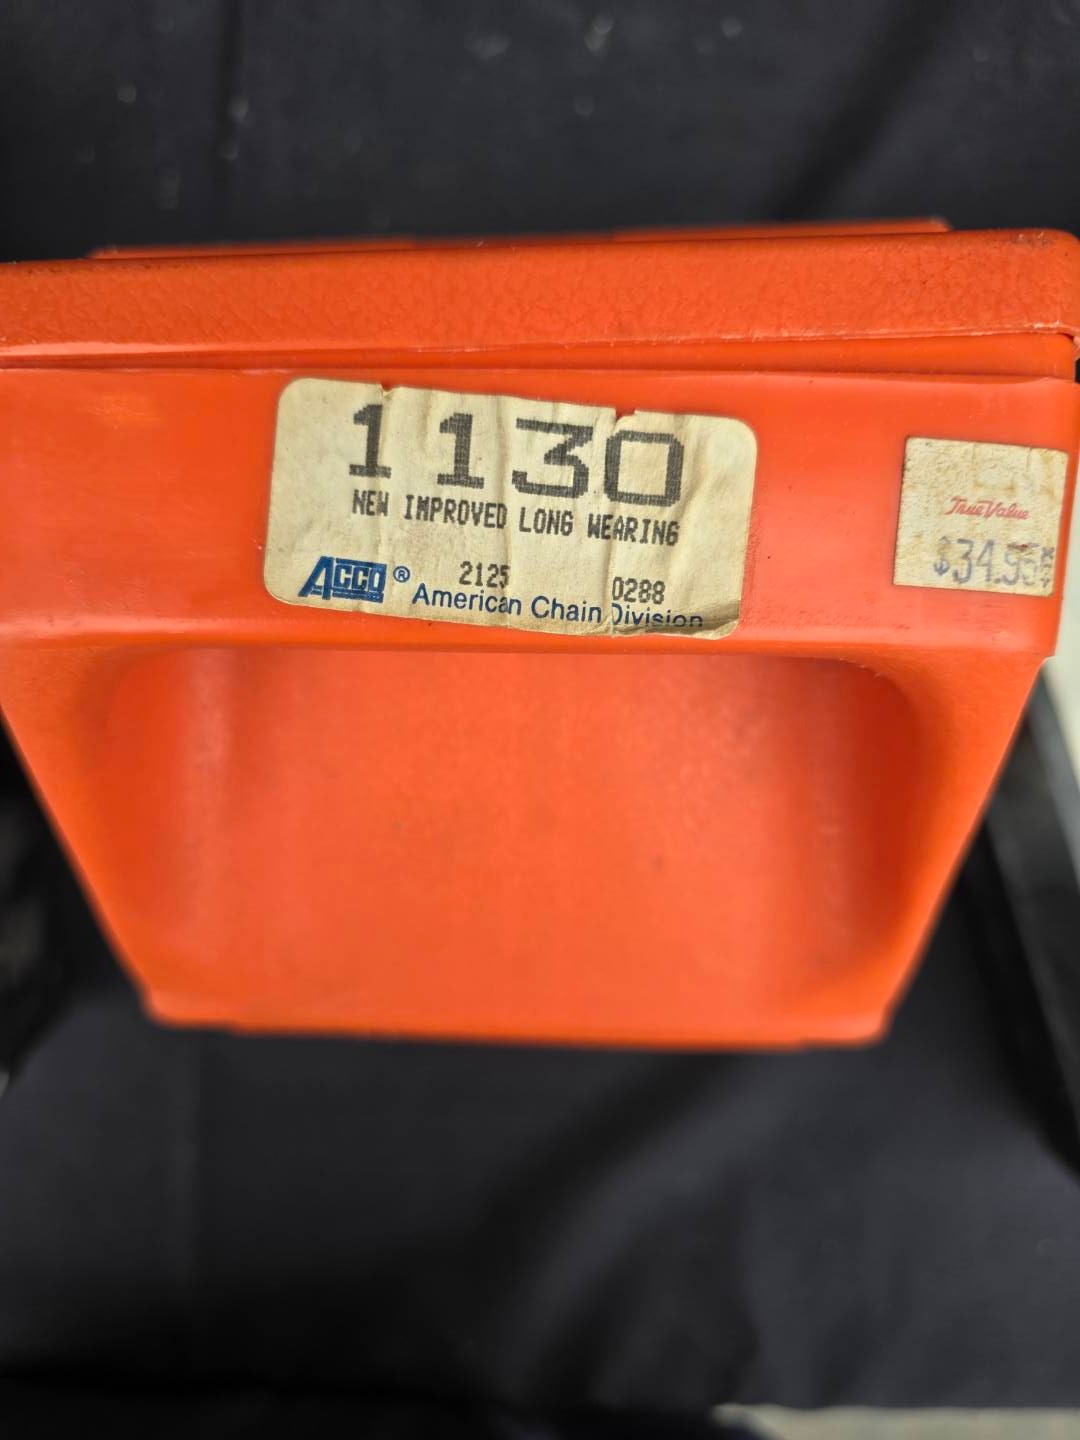 1130
NEW IMPROVED LONG WEARING
2125 0288
ACCO® American Chain Division
True Value
$34.95